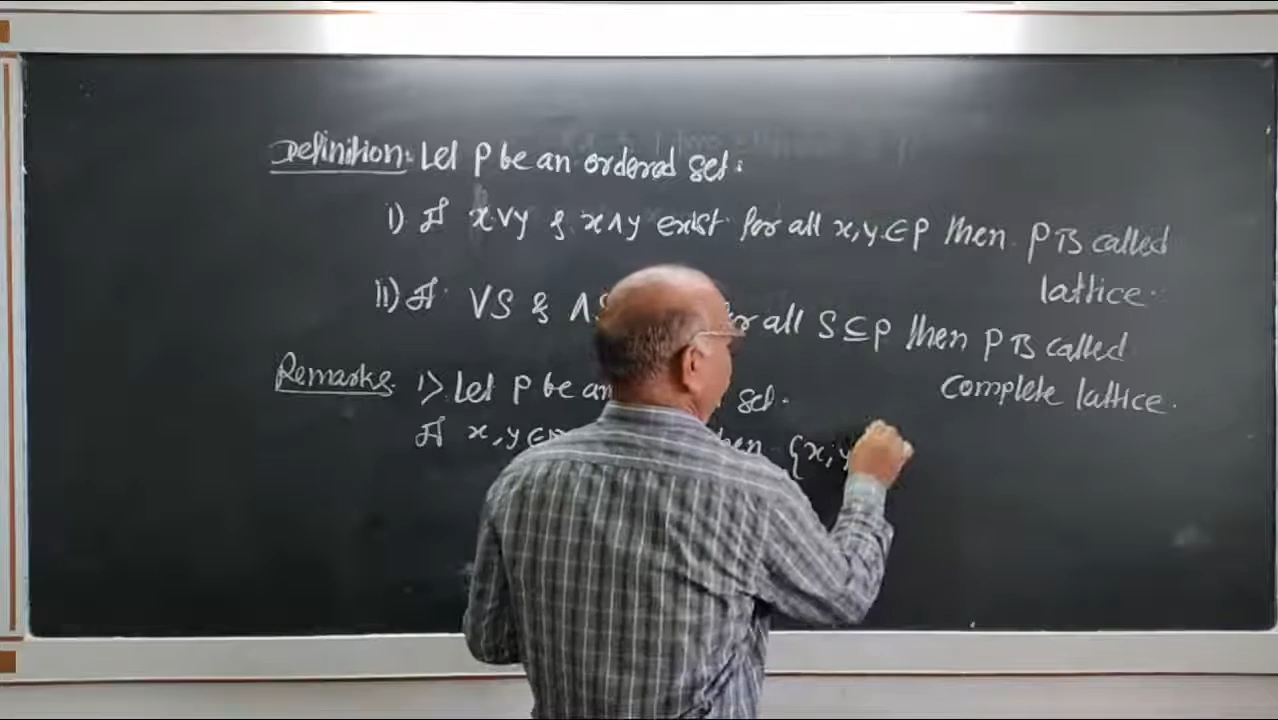 Definition: Let P be an ordered set.
i) If x∨y & x∧y exist for all x, y ∈ P then P is called
lattice.
ii) If ∨S & ∧S for all S ⊆ P then P is called
complete lattice.
Remarks. 1) Let P be an set.
If x, y ∈ {x, y